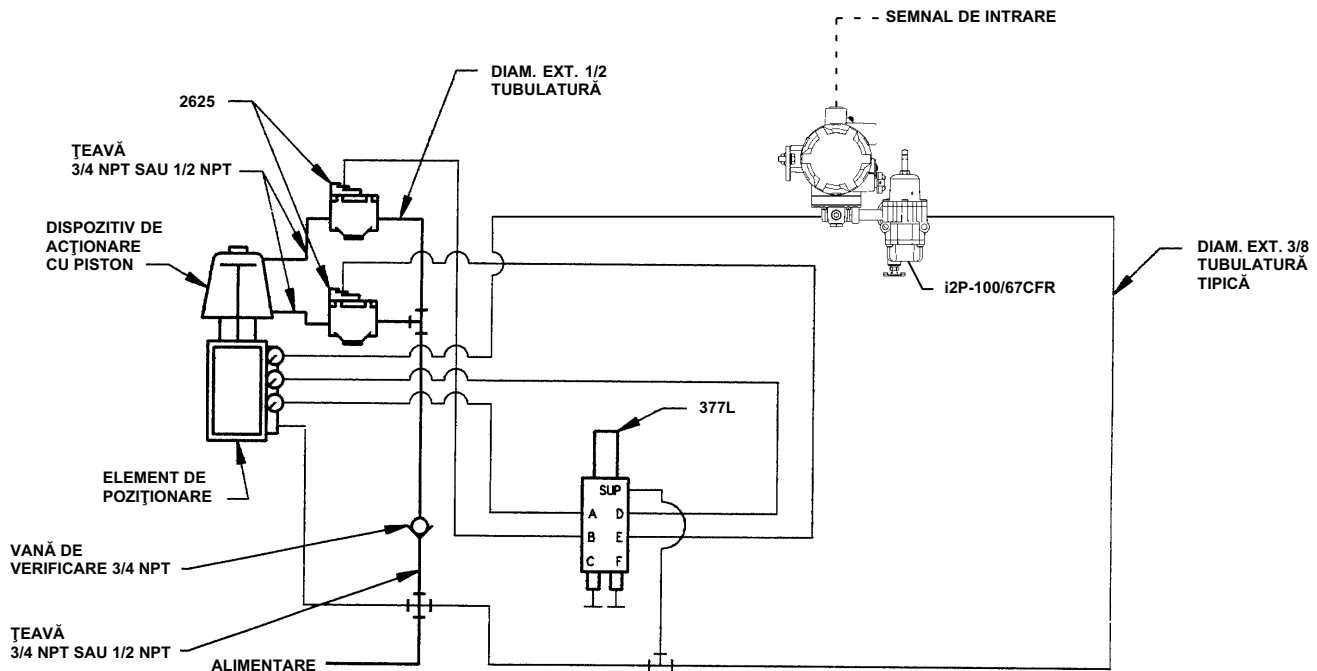 SEMNAL DE INTRARE
DIAM. EXT. 1/2
TUBULATURĂ
2625
ŢEAVĂ
3/4 NPT SAU 1/2 NPT
DISPOZITIV DE
ACŢIONARE
CU PISTON
DIAM. EXT. 3/8
TUBULATURĂ
TIPICĂ
i2P-100/67CFR
377L
ELEMENT DE
POZIŢIONARE
SUP
A D
B E
C F
VANĂ DE
VERIFICARE 3/4 NPT
ŢEAVĂ
3/4 NPT SAU 1/2 NPT
ALIMENTARE